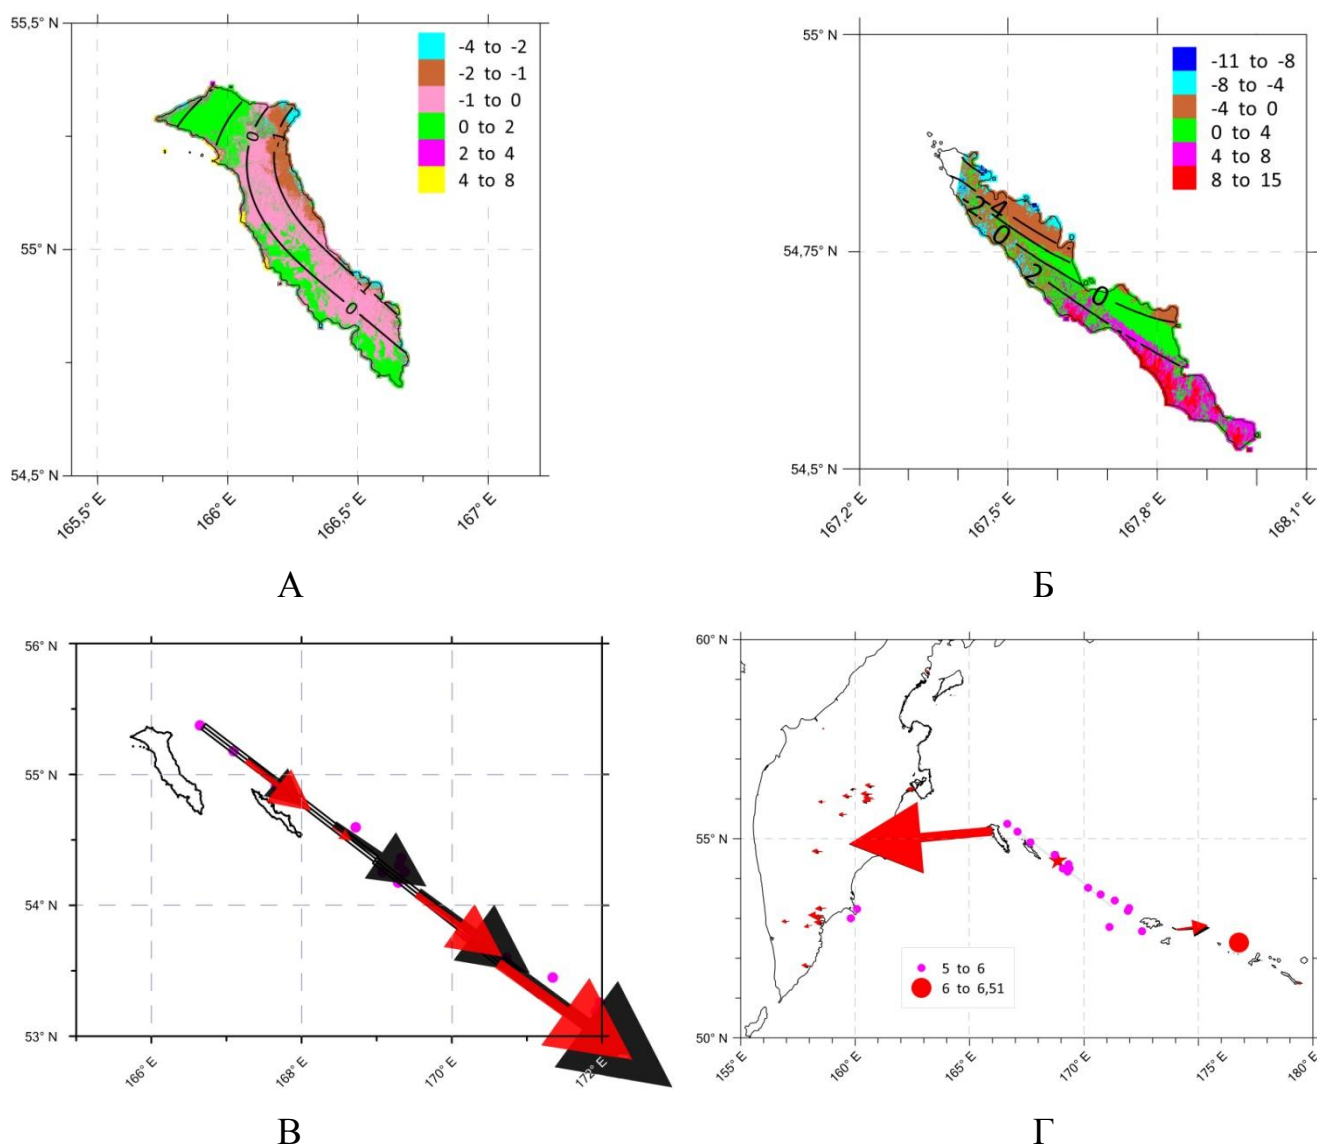 55,5° N
55° N
54,5° N
165,5° E
166° E
166,5° E
167° E
-4 to -2
-2 to -1
-1 to 0
0 to 2
2 to 4
4 to 8
0
-1
-1
0
А
55° N
54,75° N
54,5° N
167,2° E
167,5° E
167,8° E
168,1° E
-11 to -8
-8 to -4
-4 to 0
0 to 4
4 to 8
8 to 15
-2
-4
0
2
0
Б
56° N
55° N
54° N
53° N
166° E
168° E
170° E
172° E
В
60° N
55° N
50° N
155° E
160° E
165° E
170° E
175° E
180° E
5 to 6
6 to 6,51
Г